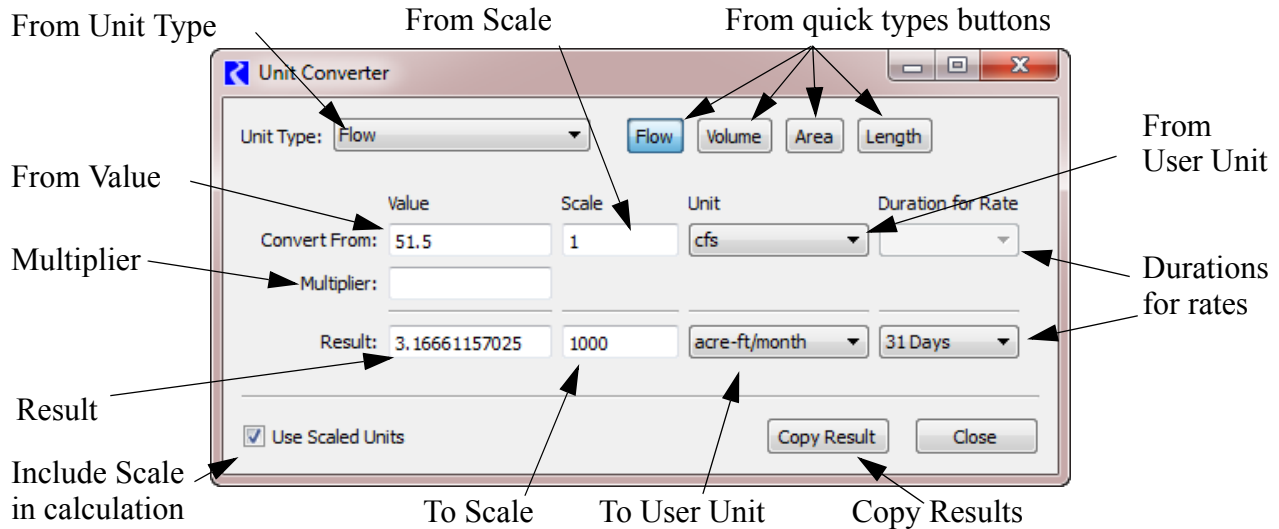 From Unit Type
From Scale
From quick types buttons
Unit Converter
Unit Type: Flow
Flow
Volume
Area
Length
From
User Unit
From Value
Value
Scale
Unit
Duration for Rate
Convert From: 51.5
1
cfs
Multiplier
Multiplier:
Durations
for rates
Result: 3.16661157025
1000
acre-ft/month
31 Days
Result
Use Scaled Units
Copy Result
Close
Include Scale
in calculation
To Scale
To User Unit
Copy Results